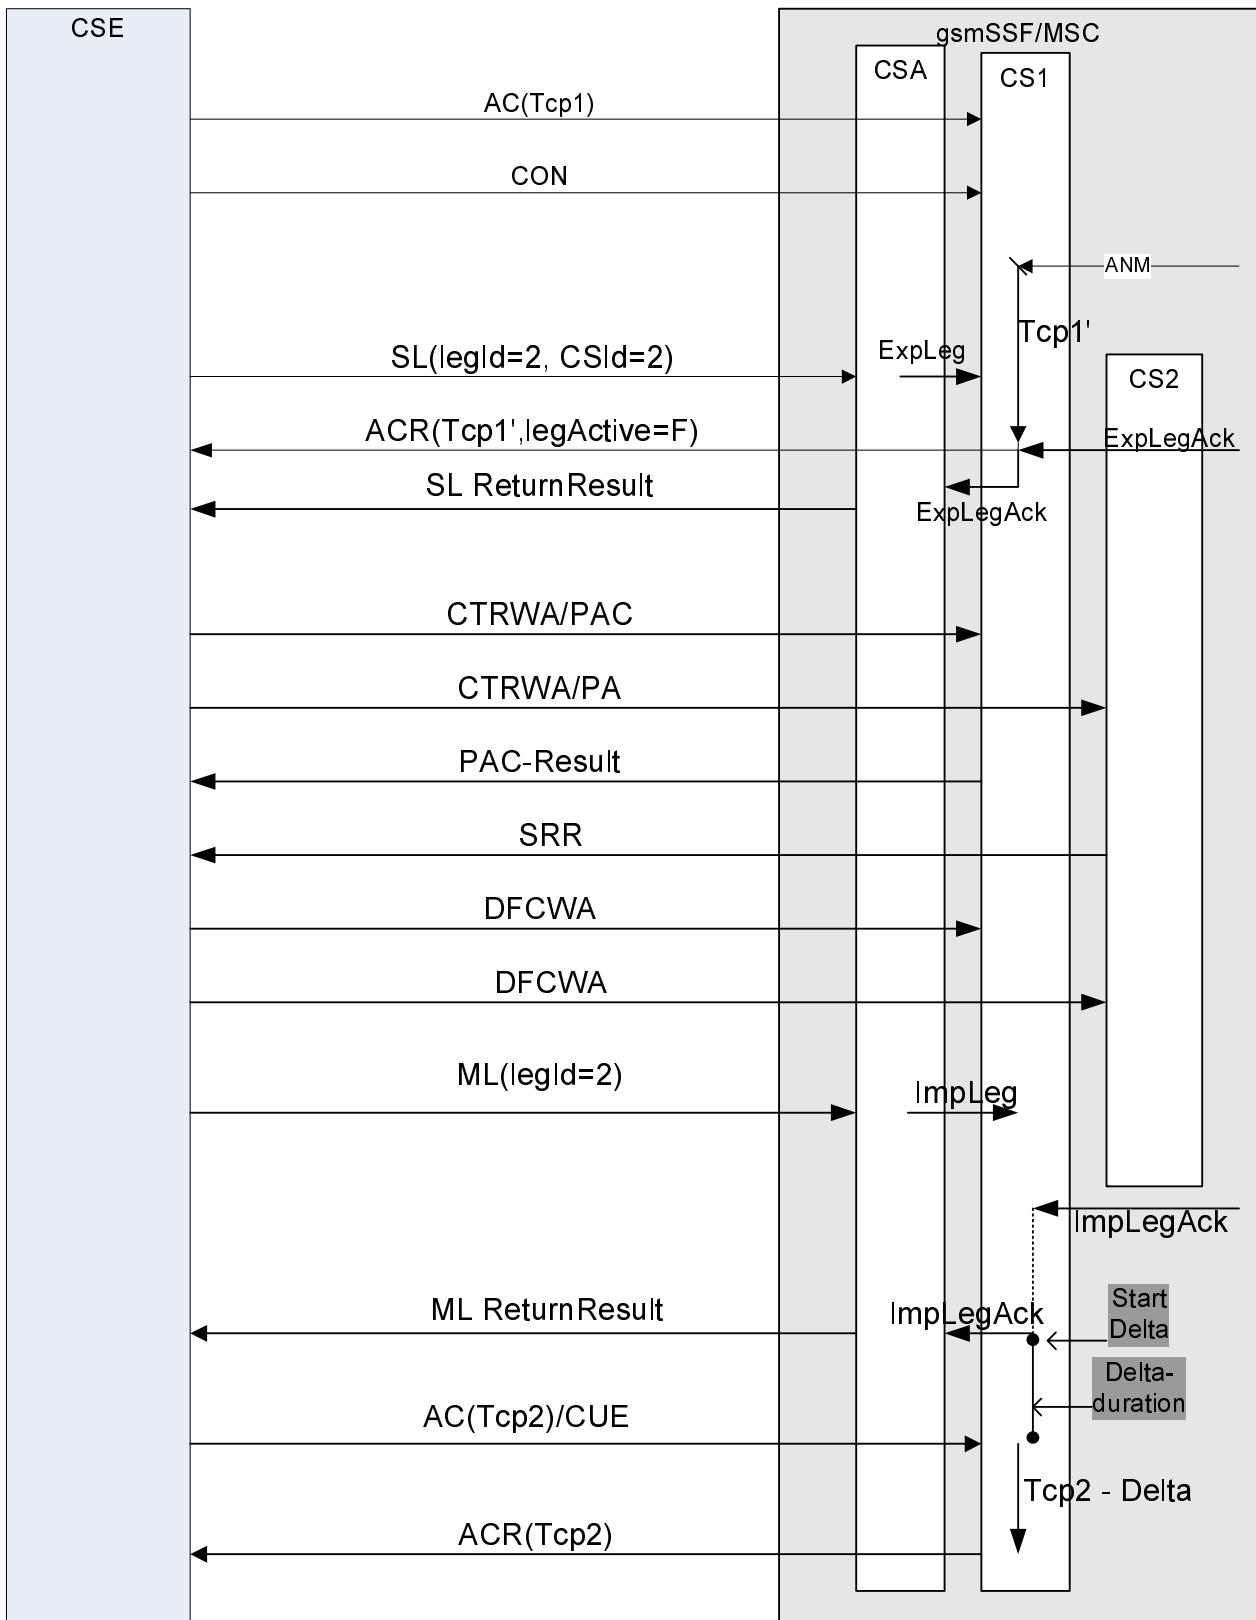 CSE
gsmSSF/MSC
CSA
CS1
AC(Tcp1)
CON
ANM
Tcp1'
SL(legId=2, CSId=2)
ExpLeg
CS2
ACR(Tcp1',legActive=F)
ExpLegAck
SL ReturnResult
ExpLegAck
CTRWA/PAC
CTRWA/PA
PAC-Result
SRR
DFCWA
DFCWA
ML(legId=2)
ImpLeg
ImpLegAck
ML ReturnResult
ImpLegAck
Start
Delta
Delta-
duration
AC(Tcp2)/CUE
Tcp2 - Delta
ACR(Tcp2)